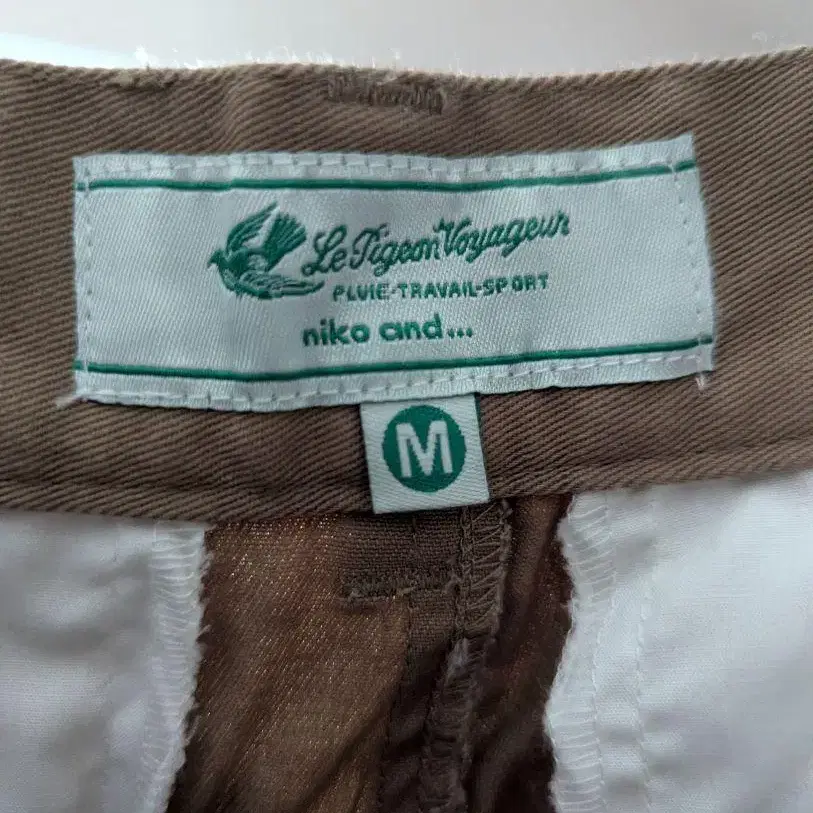 Le Pigeon Voyageur
PLUIE-TRAVAIL-SPORT
niko and...
M